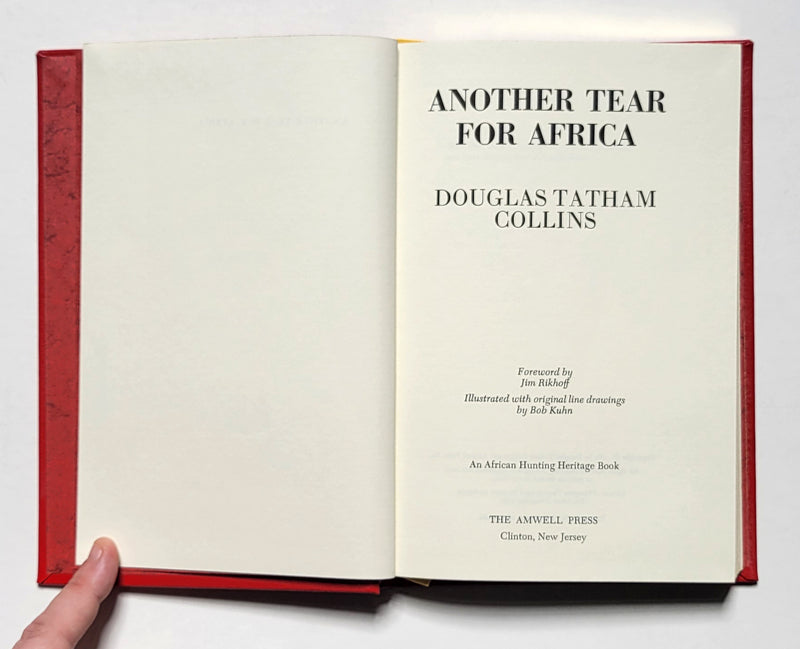 ANOTHER TEAR
FOR AFRICA
DOUGLAS TATHAM
COLLINS
Foreword by
Jim Rikhoff
Illustrated with original line drawings
by Bob Kuhn
An African Hunting Heritage Book
THE AMWELL PRESS
Clinton, New Jersey